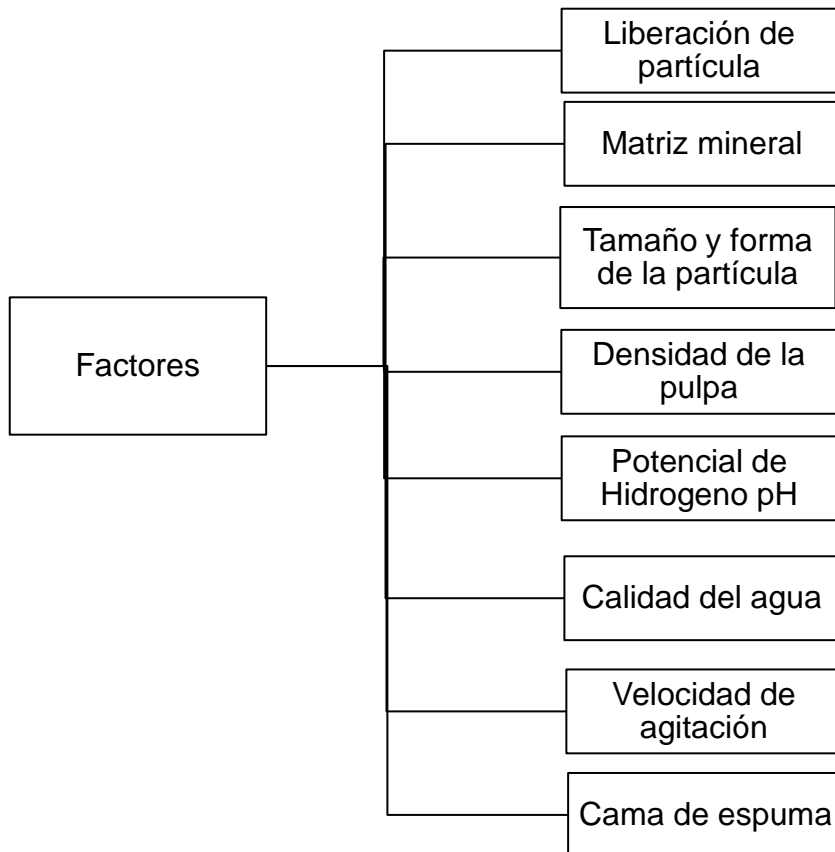 Factores
Liberación de
partícula
Matriz mineral
Tamaño y forma
de la partícula
Densidad de la
pulpa
Potencial de
Hidrogeno pH
Calidad del agua
Velocidad de
agitación
Cama de espuma